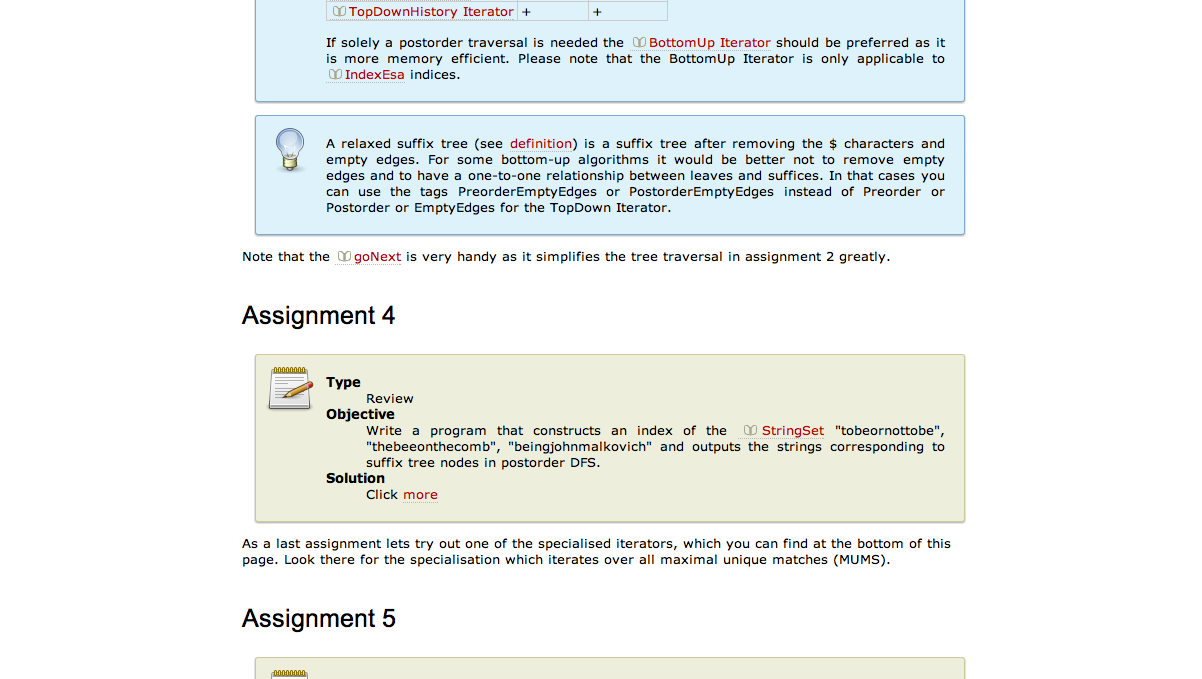 TopDownHistory Iterator + +
If solely a postorder traversal is needed the BottomUp Iterator should be preferred as it
is more memory efficient. Please note that the BottomUp Iterator is only applicable to
IndexEsa indices.
A relaxed suffix tree (see definition) is a suffix tree after removing the $ characters and
empty edges. For some bottom-up algorithms it would be better not to remove empty
edges and to have a one-to-one relationship between leaves and suffices. In that cases you
can use the tags PreorderEmptyEdges or PostorderEmptyEdges instead of Preorder or
Postorder or EmptyEdges for the TopDown Iterator.
Note that the goNext is very handy as it simplifies the tree traversal in assignment 2 greatly.
Assignment 4
Type
Review
Objective
Write a program that constructs an index of the StringSet "tobeornottobe",
"thebeeonthecomb", "beingjohnmalkovich" and outputs the strings corresponding to
suffix tree nodes in postorder DFS.
Solution
Click more
As a last assignment lets try out one of the specialised iterators, which you can find at the bottom of this
page. Look there for the specialisation which iterates over all maximal unique matches (MUMS).
Assignment 5